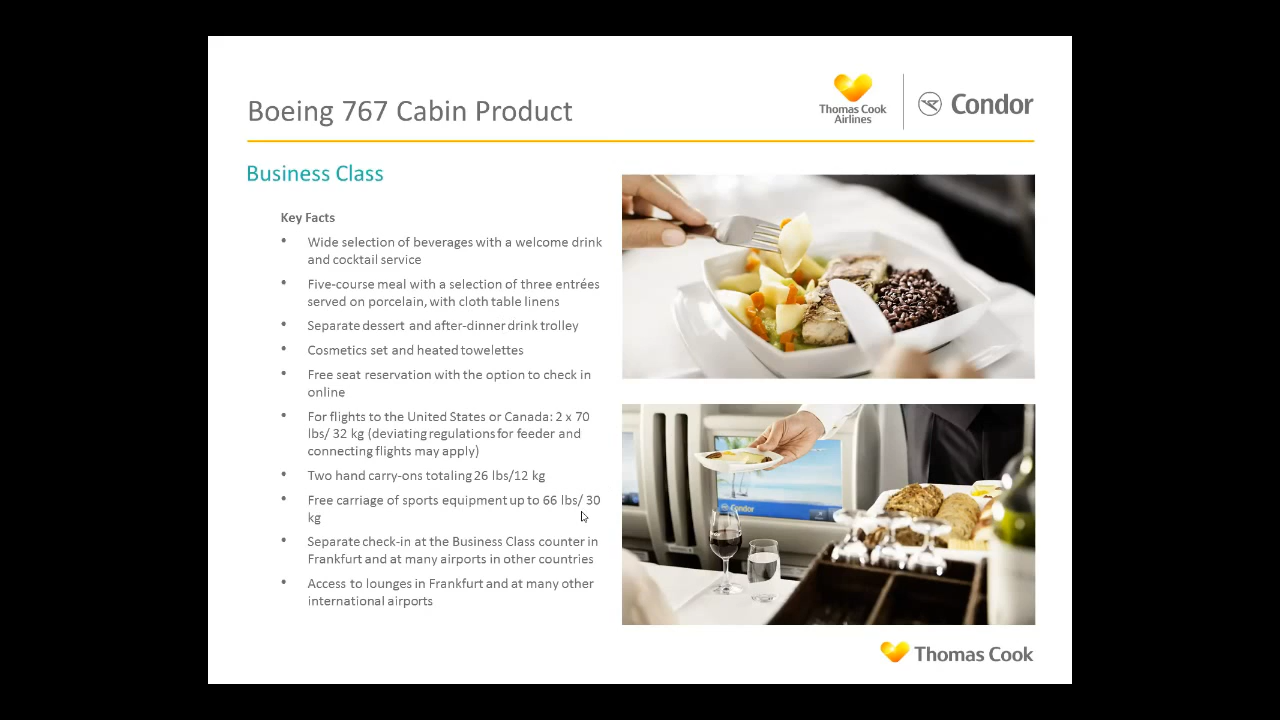 Boeing 767 Cabin Product
Thomas Cook
Airlines
Condor
Business Class
Key Facts
• Wide selection of beverages with a welcome drink
and cocktail service
• Five-course meal with a selection of three entrées
served on porcelain, with cloth table linens
• Separate dessert and after-dinner drink trolley
• Cosmetics set and heated towelettes
• Free seat reservation with the option to check in
online
• For flights to the United States or Canada: 2 x 70
lbs/ 32 kg (deviating regulations for feeder and
connecting flights may apply)
• Two hand carry-ons totaling 26 lbs/12 kg
• Free carriage of sports equipment up to 66 lbs/ 30
kg
• Separate check-in at the Business Class counter in
Frankfurt and at many airports in other countries
• Access to lounges in Frankfurt and at many other
international airports
Condor
Thomas Cook